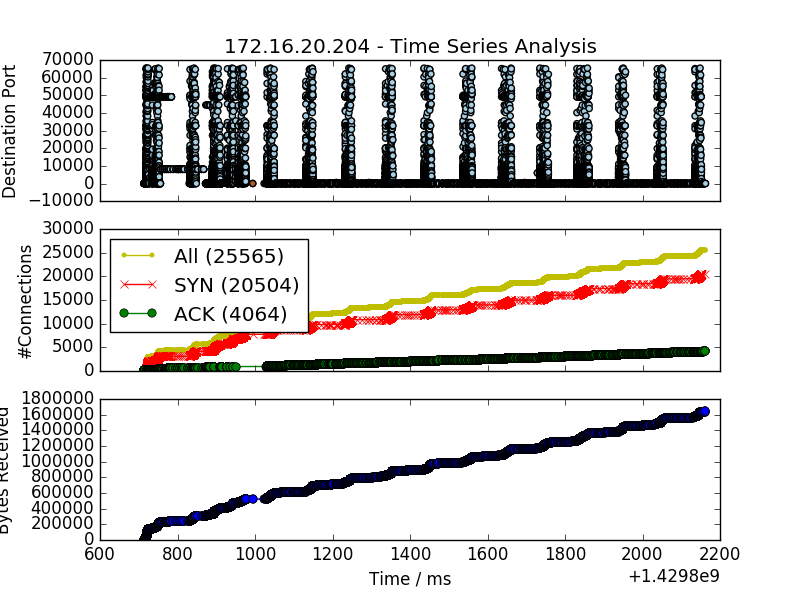 172.16.20.204 - Time Series Analysis
Destination Port
70000
60000
50000
40000
30000
20000
10000
0
−10000
#Connections
30000
25000
20000
15000
10000
5000
0
All (25565)
SYN (20504)
ACK (4064)
Bytes Received
1800000
1600000
1400000
1200000
1000000
800000
600000
400000
200000
0
600 800 1000 1200 1400 1600 1800 2000 2200
Time / ms
+1.4298e9